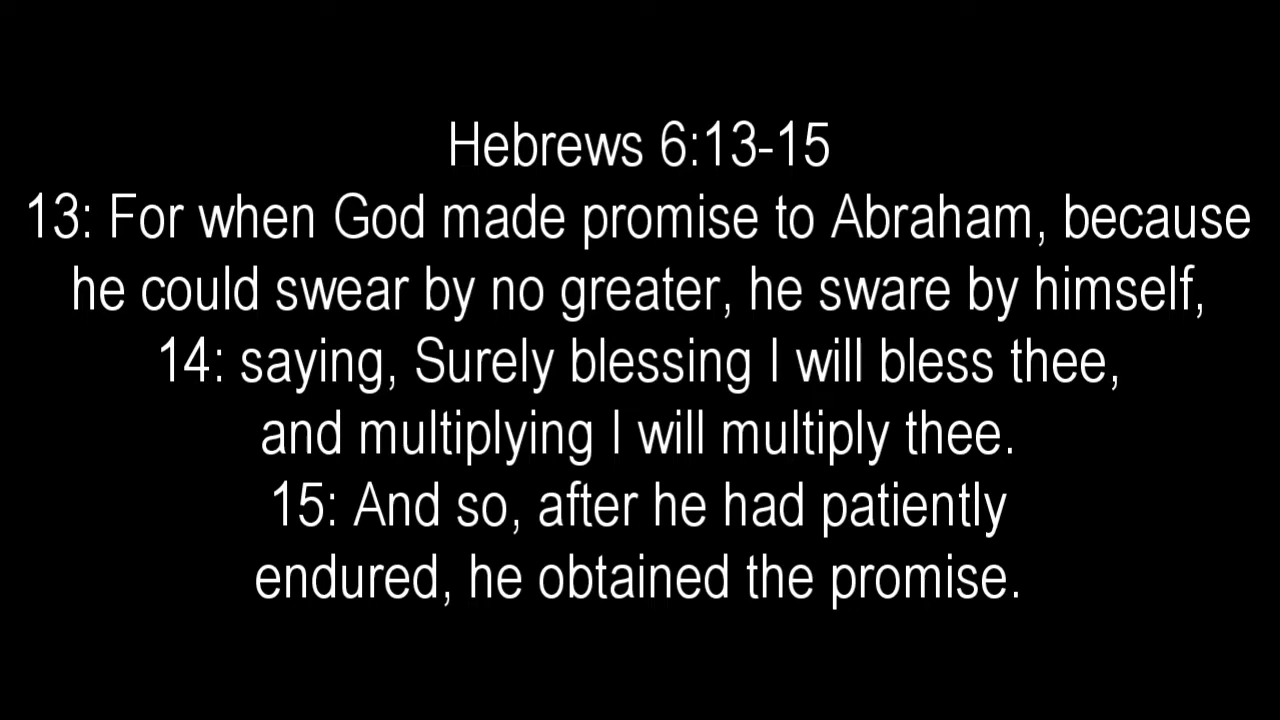 Hebrews 6:13-15
13: For when God made promise to Abraham, because
he could swear by no greater, he sware by himself,
14: saying, Surely blessing I will bless thee,
and multiplying I will multiply thee.
15: And so, after he had patiently
endured, he obtained the promise.